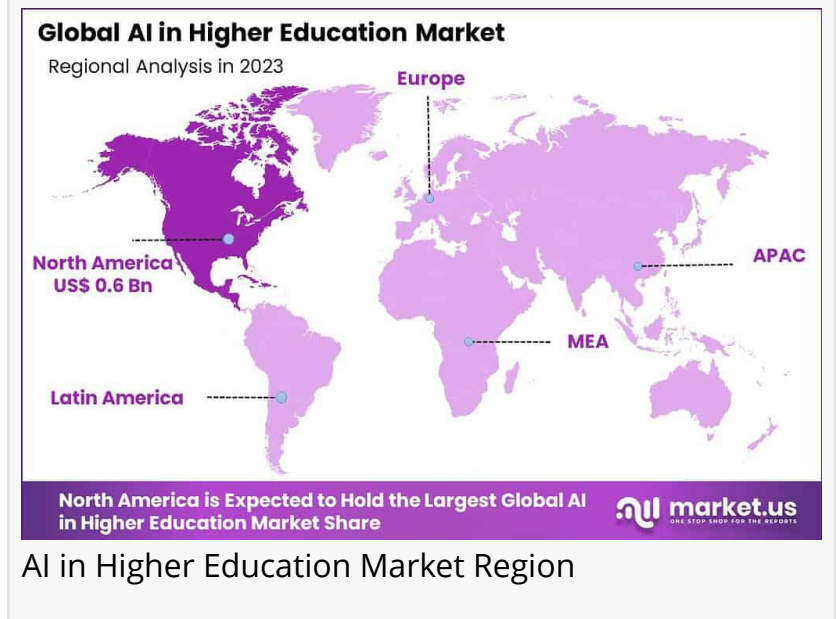 Global AI in Higher Education Market
Regional Analysis in 2023
Europe
North America
US$ 0.6 Bn
APAC
MEA
Latin America
North America is Expected to Hold the Largest Global AI
in Higher Education Market Share
market.us
ONE STOP SHOP FOR THE REPORTS
AI in Higher Education Market Region